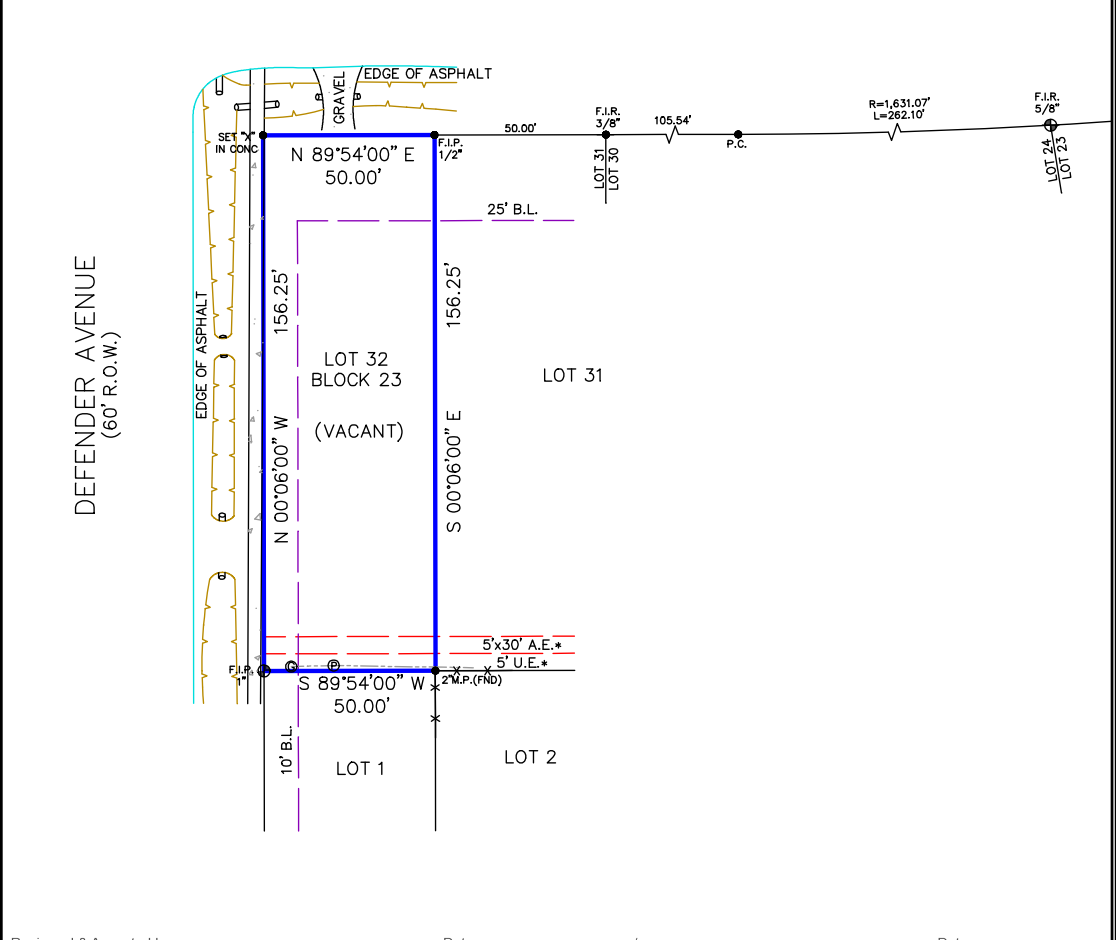 EDGE OF ASPHALT
GRAVEL
R=1,631.07'
L=262.10'
F.I.R.
5/8"
F.I.R.
3/8"
105.54'
50.00'
SET "X"
IN CONC
F.I.P.
1/2"
P.C.
N 89°54'00" E
50.00'
LOT 31
LOT 30
LOT 24
LOT 23
25' B.L.
DEFENDER AVENUE
(60' R.O.W.)
EDGE OF ASPHALT
156.25'
156.25'
LOT 32
BLOCK 23
(VACANT)
LOT 31
N 00°06'00" W
S 00°06'00" E
5'x30' A.E.*
5' U.E.*
F.I.P.
1"
G
P
S 89°54'00" W
50.00'
2"M.P.(FND)
10' B.L.
LOT 1
LOT 2